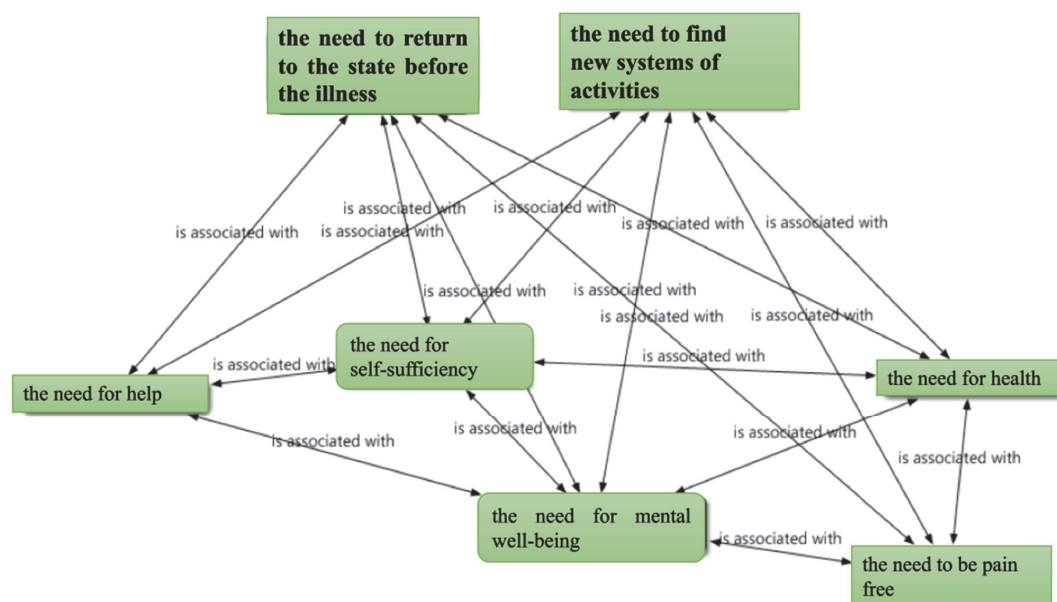 the need to return
to the state before
the illness
the need to find
new systems of
activities
is associated with
is associated with
is associated with
is associated with
is associated with
is associated with
is associated with
is associated with
is associated with
is associated with
the need for
self-sufficiency
is associated with
is associated with
the need for help
the need for health
is associated with
is associated with
is associated with
is associated with
the need for mental
well-being
is associated with
the need to be pain
free